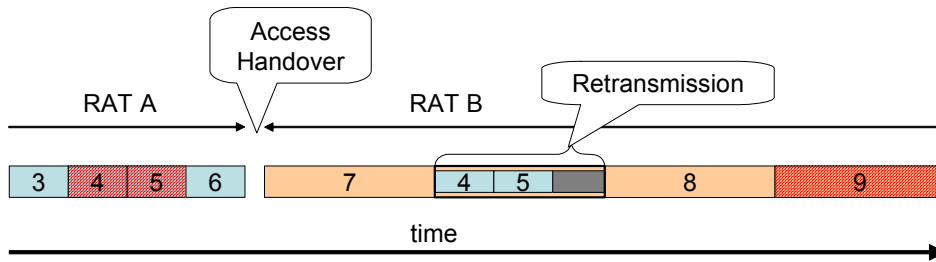 Access
Handover
Retransmission
RAT A
RAT B
3 4 5 6 7 4 5 8 9
time